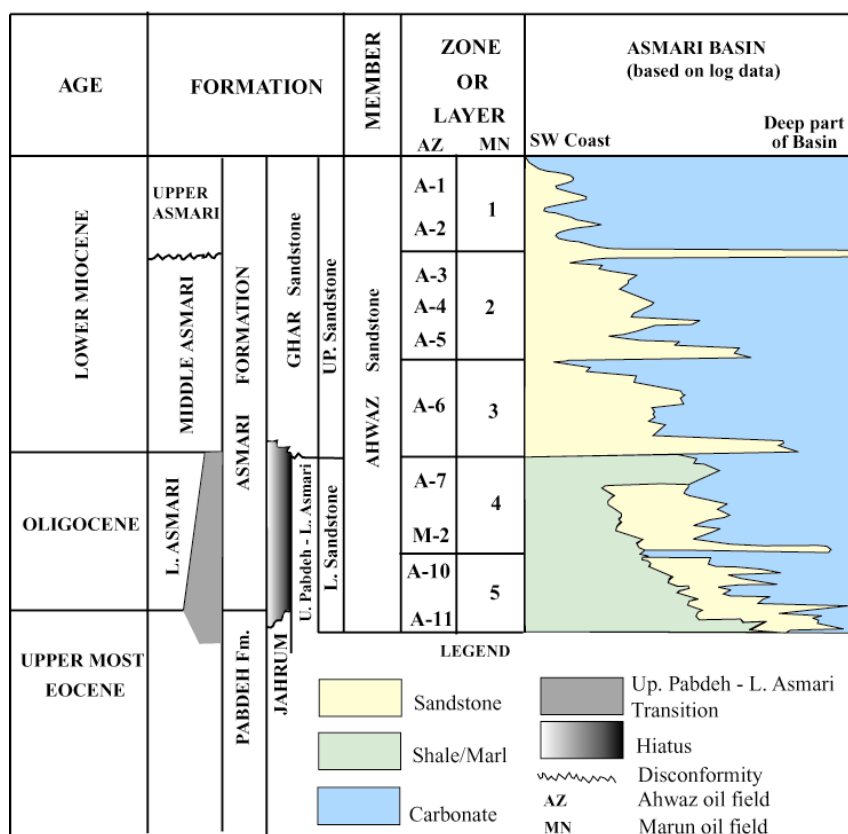 AGE
FORMATION
MEMBER
ZONE
OR
LAYER
AZ MN
ASMARI BASIN
(based on log data)
SW Coast
Deep part
of Basin
LOWER MIOCENE
OLIGOCENE
UPPER MOST
EOCENE
UPPER
ASMARI
MIDDLE ASMARI
L. ASMARI
ASMARI FORMATION
PABDEH Fm.
GHAR Sandstone
JAHRUM
UP. Sandstone
U. Pabdeh - L. Asmari
L. Sandstone
AHWAZ Sandstone
A-1
A-2
1
A-3
A-4
A-5
2
A-6
3
A-7
M-2
4
A-10
A-11
5
LEGEND
Sandstone
Shale/Marl
Carbonate
Up. Pabdeh - L. Asmari
Transition
Hiatus
Disconformity
AZ Ahwaz oil field
MN Marun oil field